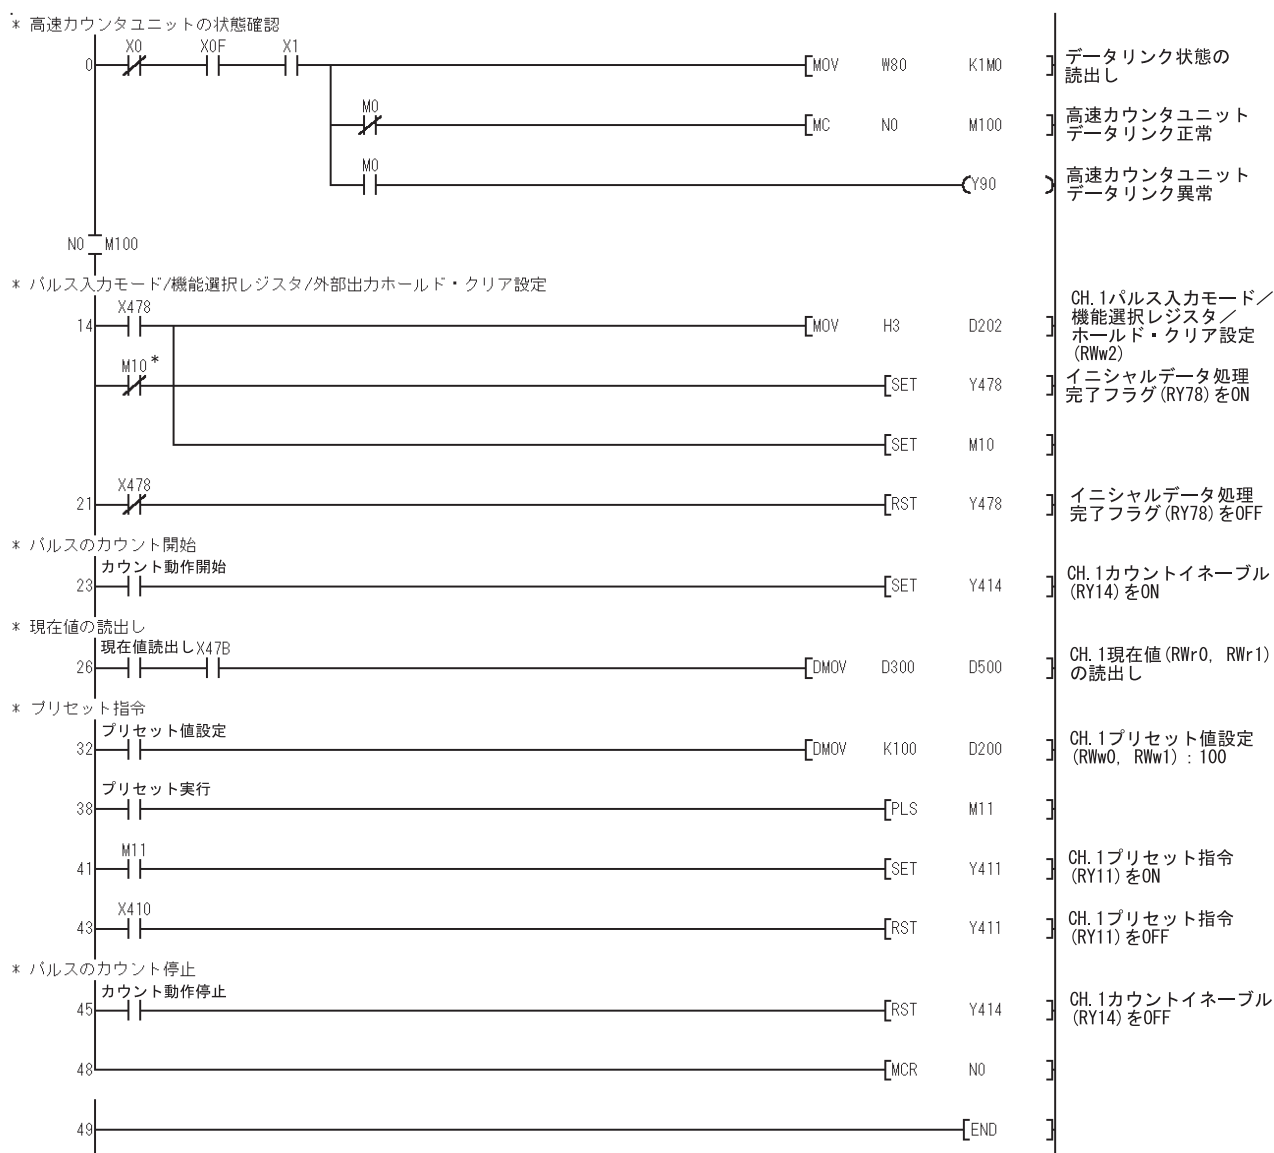 * 高速カウンタユニットの状態確認
X0 X0F X1
0 MOV W80 K1M0 データリンク状態の
読出し
M0
MC N0 M100 高速カウンタユニット
データリンク正常
M0
Y90 高速カウンタユニット
データリンク異常
N0 M100
* パルス入力モード/機能選択レジスタ/外部出力ホールド・クリア設定
X478
14 MOV H3 D202 CH.1パルス入力モード／
機能選択レジスタ／
ホールド・クリア設定
(RWw2)
M10*
SET Y478 イニシャルデータ処理
完了フラグ(RY78)をON
SET M10
X478
21 RST Y478 イニシャルデータ処理
完了フラグ(RY78)をOFF
* パルスのカウント開始
カウント動作開始
23 SET Y414 CH.1カウントイネーブル
(RY14)をON
* 現在値の読出し
現在値読出し X47B
26 DMOV D300 D500 CH.1現在値(RWr0, RWr1)
の読出し
* プリセット指令
プリセット値設定
32 DMOV K100 D200 CH.1プリセット値設定
(RWw0, RWw1)：100
プリセット実行
38 PLS M11
M11
41 SET Y411 CH.1プリセット指令
(RY11)をON
X410
43 RST Y411 CH.1プリセット指令
(RY11)をOFF
* パルスのカウント停止
カウント動作停止
45 RST Y414 CH.1カウントイネーブル
(RY14)をOFF
48 MCR N0
49 END